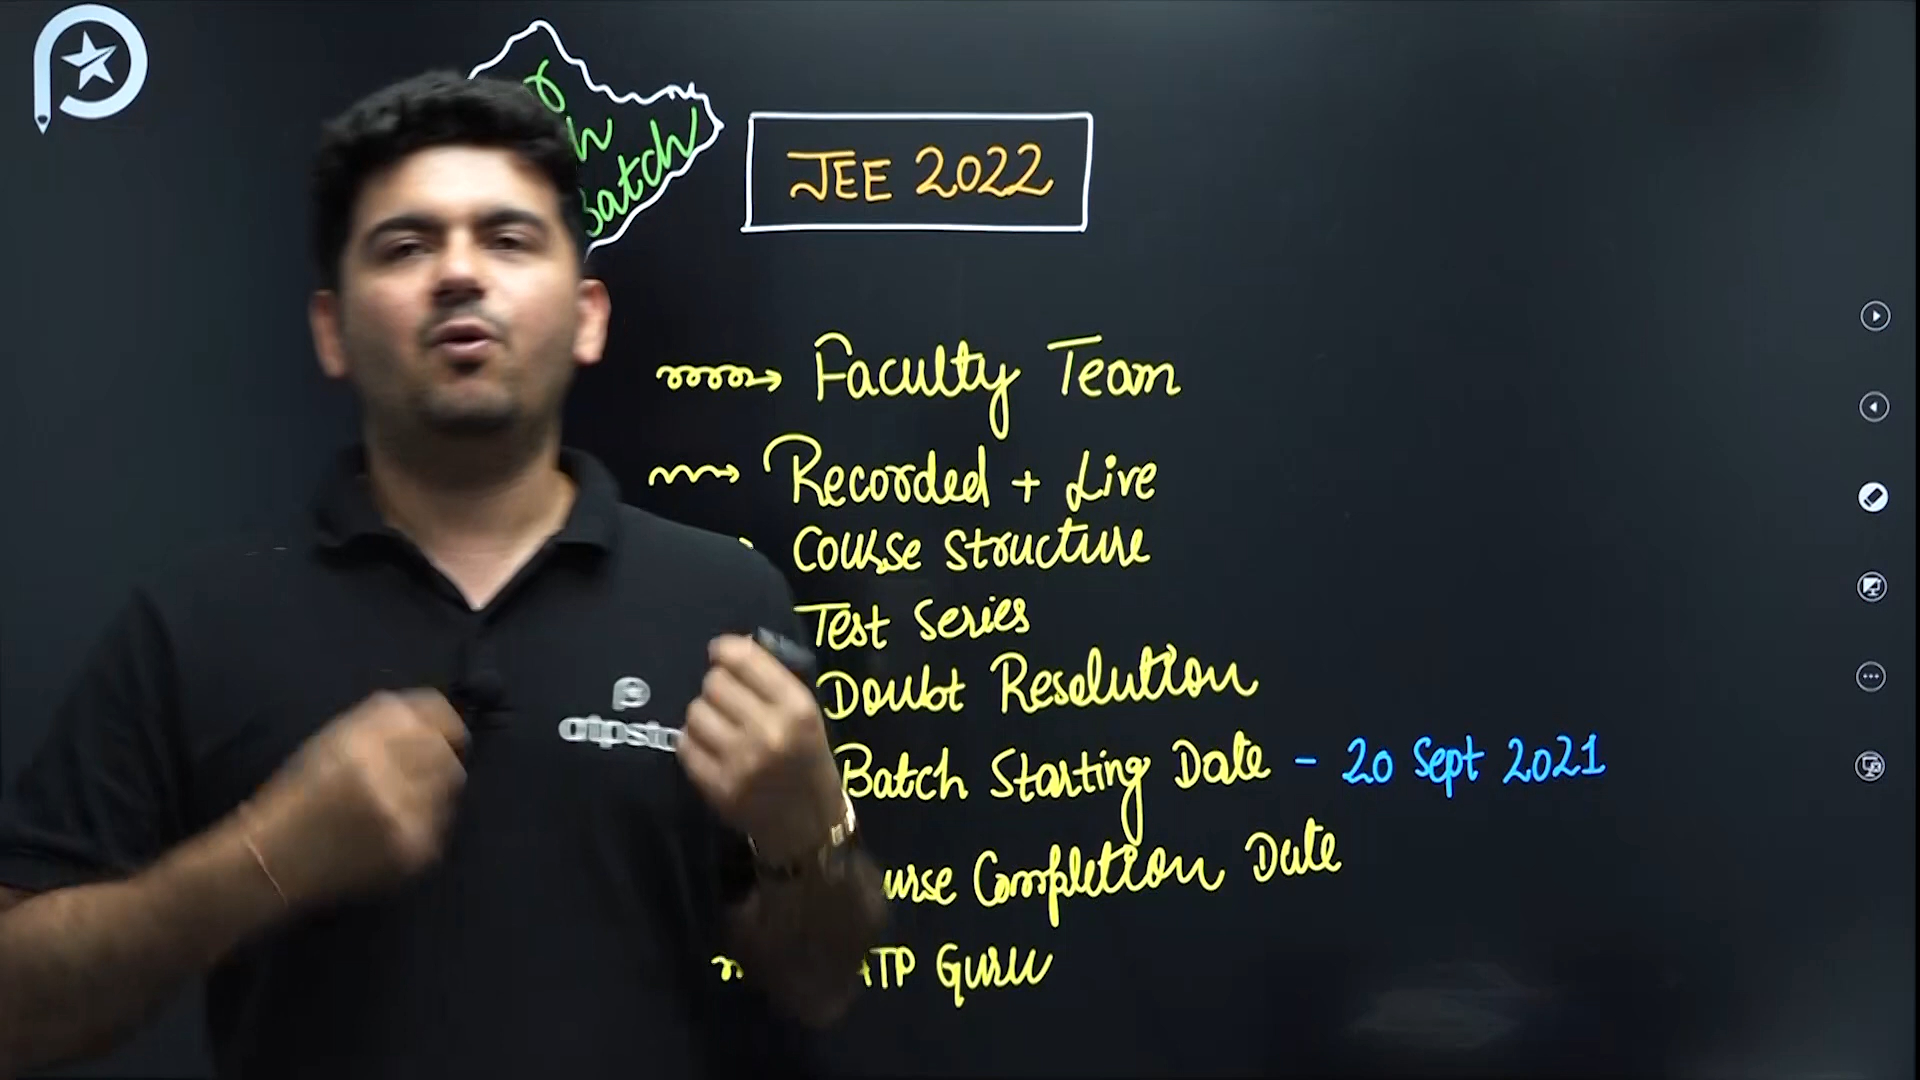 Batch
JEE 2022
Faculty Team
Recorded + Live
Course Structure
Test Series
Doubt Resolution
Batch Starting Date - 20 Sept 2021
Completion Date
ATP Guru